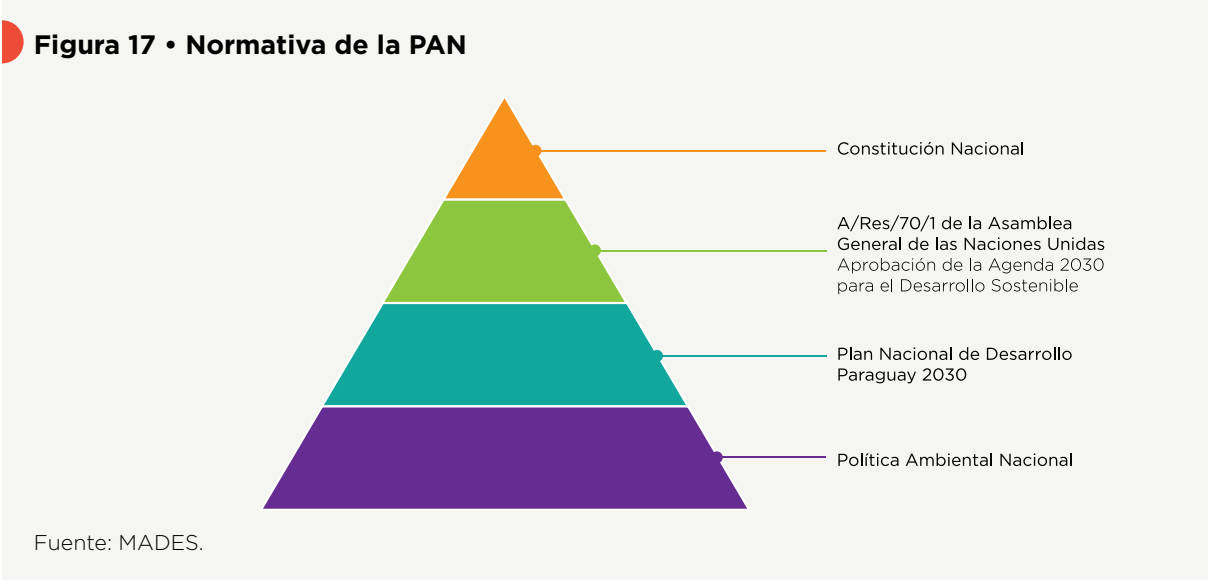 Figura 17 • Normativa de la PAN
Constitución Nacional
A/Res/70/1 de la Asamblea
General de las Naciones Unidas
Aprobación de la Agenda 2030
para el Desarrollo Sostenible
Plan Nacional de Desarrollo
Paraguay 2030
Política Ambiental Nacional
Fuente: MADES.